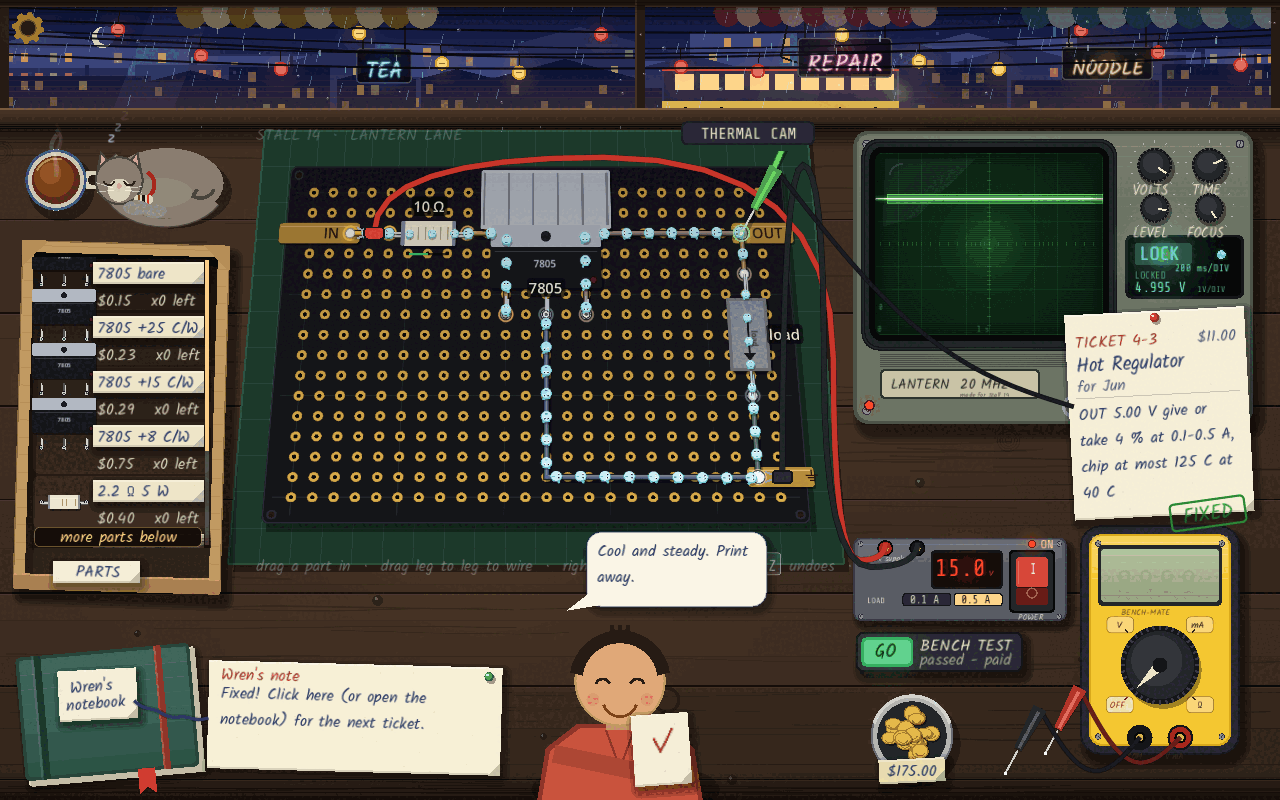 TEA
REPAIR
NOODLE
z
z
STALL 14 · LANTERN LANE
THERMAL CAM
10 Ω
IN
OUT
7805
7805
load
VOLTS TIME
LEVEL FOCUS
LOCK
200 ms/DIV
LOCKED
4.995 V 1V/DIV
1 s
LANTERN 20 MHz
made for Stall 14
TICKET 4-3 $11.00
Hot Regulator
for Jun
OUT 5.00 V give or
take 4 % at 0.1-0.5 A,
chip at most 125 C at
40 C
FIXED
7805 bare
$0.15 x0 left
7805 +25 C/W
$0.23 x0 left
7805 +15 C/W
$0.29 x0 left
7805 +8 C/W
$0.75 x0 left
2.2 Ω 5 W
$0.40 x0 left
more parts below
PARTS
drag a part in · drag leg to leg to wire · righ
Z undoes
Cool and steady. Print
away.
ON
15.0 V
LOAD 0.1 A 0.5 A
I
POWER
GO
BENCH TEST
passed - paid
BENCH-MATE
V mA
OFF Ω
$175.00
Wren's
notebook
Wren's note
Fixed! Click here (or open the
notebook) for the next ticket.